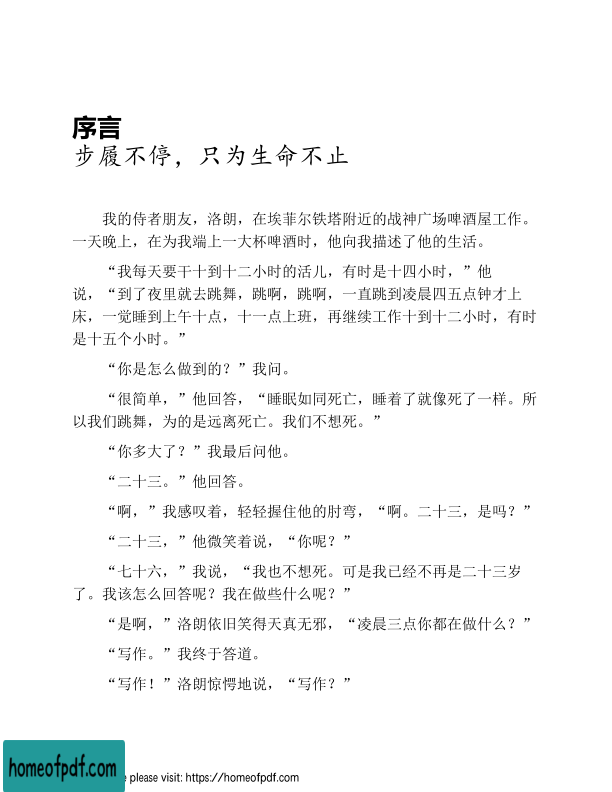 序言
步履不停，只为生命不止
我的侍者朋友，洛朗，在埃菲尔铁塔附近的战神广场啤酒屋工作。
一天晚上，在为我端上一大杯啤酒时，他向我描述了他的生活。
“我每天要干十到十二小时的活儿，有时是十四小时，”他
说，“到了夜里就去跳舞，跳啊，跳啊，一直跳到凌晨四五点钟才上
床，一觉睡到上午十点，十一点上班，再继续工作十到十二小时，有时
是十五个小时。”
“你是怎么做到的？”我问。
“很简单，”他回答，“睡眠如同死亡，睡着了就像死了一样。所
以我们跳舞，为的是远离死亡。我们不想死。”
“你多大了？”我最后问他。
“二十三。”他回答。
“啊，”我感叹着，轻轻握住他的肘弯，“啊。二十三，是吗？”
“二十三，”他微笑着说，“你呢？”
“七十六，”我说，“我也不想死。可是我已经不再是二十三岁
了。我该怎么回答呢？我在做些什么呢？”
“是啊，”洛朗依旧笑得天真无邪，“凌晨三点你都在做什么？”
“写作。”我终于答道。
“写作！”洛朗惊愕地说，“写作？”
homeofpdf.com
e please visit: https://homeofpdf.com